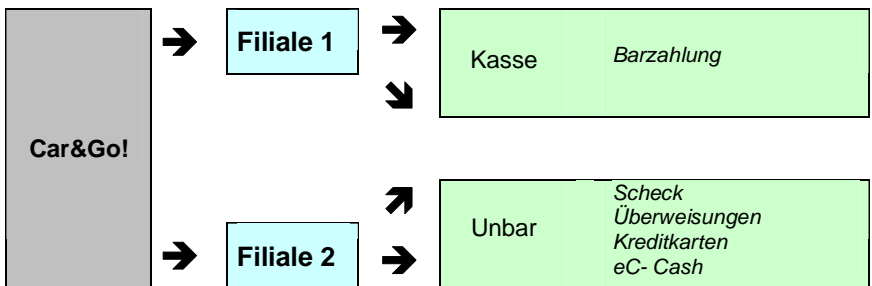 Filiale 1
Kasse
Barzahlung
Car&Go!
Filiale 2
Unbar
Scheck
Überweisungen
Kreditkarten
eC- Cash